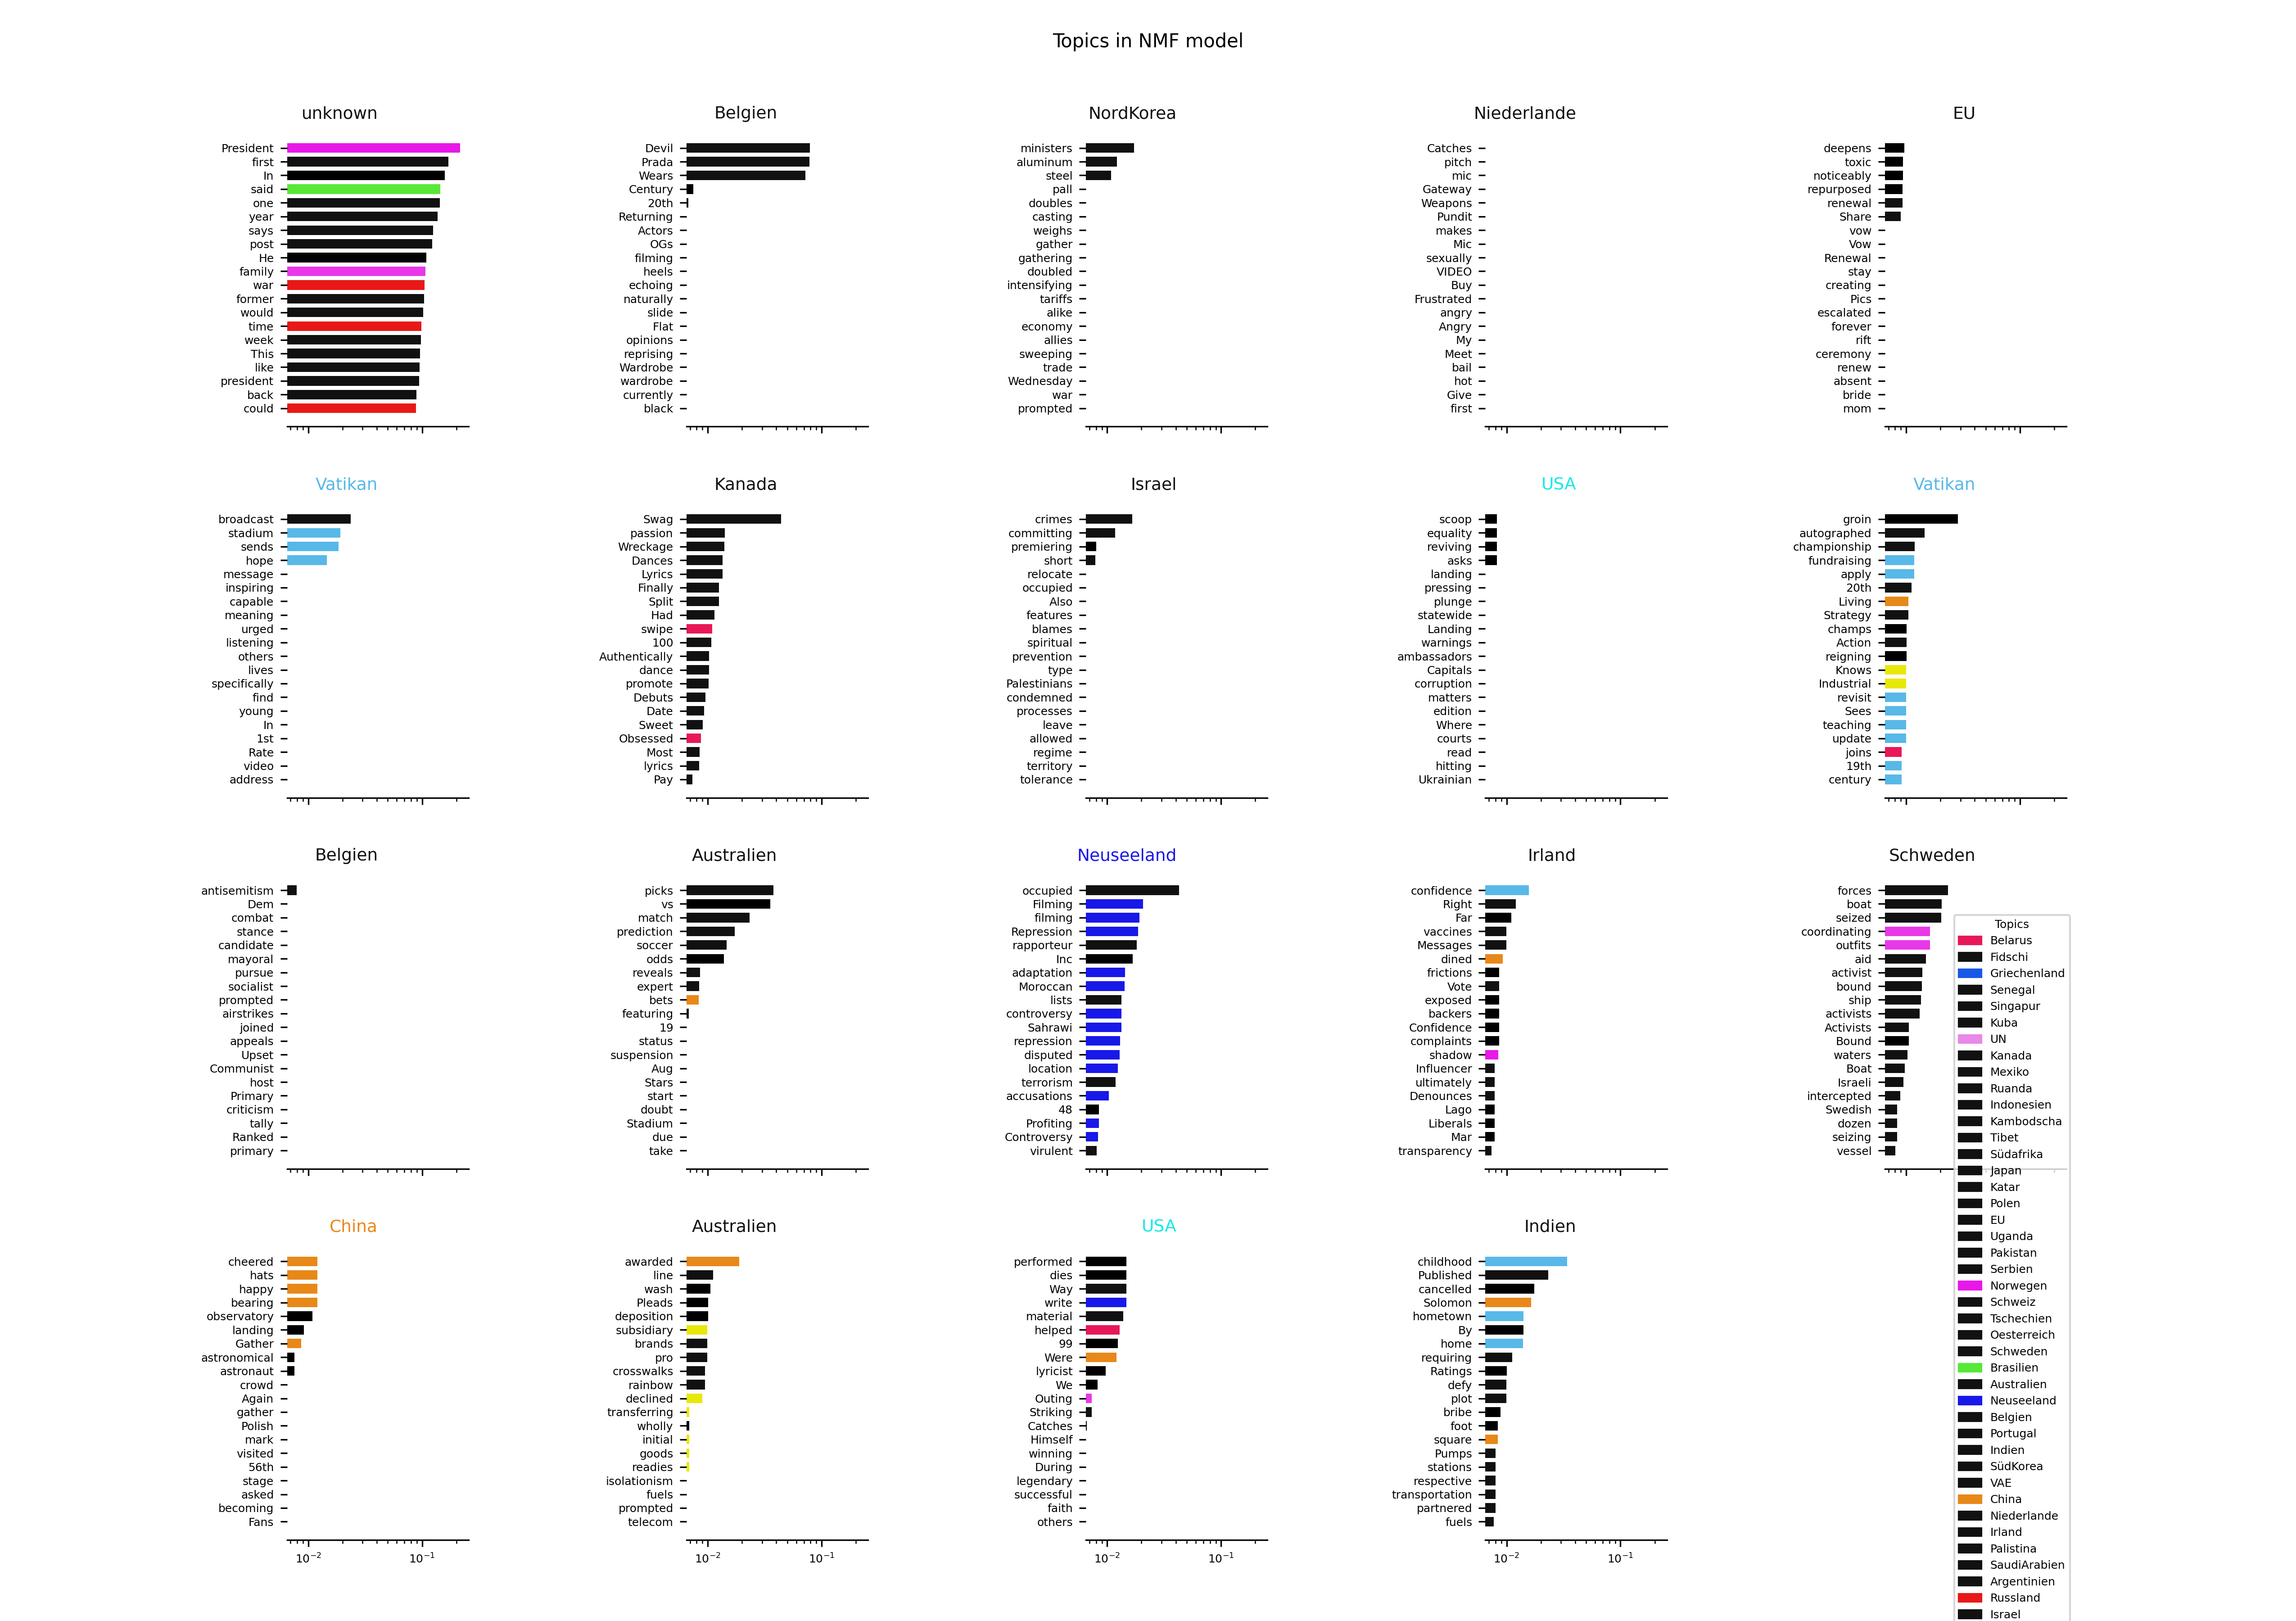 Topics in NMF model
unknown
President
first
In
said
one
year
says
post
He
family
war
former
would
time
week
This
like
president
back
could
Belgien
Devil
Prada
Wears
Century
20th
Returning
Actors
OGs
filming
heels
echoing
naturally
slide
Flat
opinions
reprising
Wardrobe
wardrobe
currently
black
NordKorea
ministers
aluminum
steel
pall
doubles
casting
weighs
gather
gathering
doubled
intensifying
tariffs
alike
economy
allies
sweeping
trade
Wednesday
war
prompted
Niederlande
Catches
pitch
mic
Gateway
Weapons
Pundit
makes
Mic
sexually
VIDEO
Buy
Frustrated
angry
Angry
My
Meet
bail
hot
Give
first
EU
deepens
toxic
noticeably
repurposed
renewal
Share
vow
Vow
Renewal
stay
creating
Pics
escalated
forever
rift
ceremony
renew
absent
bride
mom
Vatikan
broadcast
stadium
sends
hope
message
inspiring
capable
meaning
urged
listening
others
lives
specifically
find
young
In
1st
Rate
video
address
Kanada
Swag
passion
Wreckage
Dances
Lyrics
Finally
Split
Had
swipe
100
Authentically
dance
promote
Debuts
Date
Sweet
Obsessed
Most
lyrics
Pay
Israel
crimes
committing
premiering
short
relocate
occupied
Also
features
blames
spiritual
prevention
type
Palestinians
condemned
processes
leave
allowed
regime
territory
tolerance
USA
scoop
equality
reviving
asks
landing
pressing
plunge
statewide
Landing
warnings
ambassadors
Capitals
corruption
matters
edition
Where
courts
read
hitting
Ukrainian
Vatikan
groin
autographed
championship
fundraising
apply
20th
Living
Strategy
champs
Action
reigning
Knows
Industrial
revisit
Sees
teaching
update
joins
19th
century
Belgien
antisemitism
Dem
combat
stance
candidate
mayoral
pursue
socialist
prompted
airstrikes
joined
appeals
Upset
Communist
host
Primary
criticism
tally
Ranked
primary
Australien
picks
vs
match
prediction
soccer
odds
reveals
expert
bets
featuring
19
status
suspension
Aug
Stars
start
doubt
Stadium
due
take
Neuseeland
occupied
Filming
filming
Repression
rapporteur
Inc
adaptation
Moroccan
lists
controversy
Sahrawi
repression
disputed
location
terrorism
accusations
48
Profiting
Controversy
virulent
Irland
confidence
Right
Far
vaccines
Messages
dined
frictions
Vote
exposed
backers
Confidence
complaints
shadow
Influencer
ultimately
Denounces
Lago
Liberals
Mar
transparency
Schweden
forces
boat
seized
coordinating
outfits
aid
activist
bound
ship
activists
Activists
Bound
waters
Boat
Israeli
intercepted
Swedish
dozen
seizing
vessel
China
cheered
hats
happy
bearing
observatory
landing
Gather
astronomical
astronaut
crowd
Again
gather
Polish
mark
visited
56th
stage
asked
becoming
Fans
10⁻² 10⁻¹
Australien
awarded
line
wash
Pleads
deposition
subsidiary
brands
pro
crosswalks
rainbow
declined
transferring
wholly
initial
goods
readies
isolationism
fuels
prompted
telecom
10⁻² 10⁻¹
USA
performed
dies
Way
write
material
helped
99
Were
lyricist
We
Outing
Striking
Catches
Himself
winning
During
legendary
successful
faith
others
10⁻² 10⁻¹
Indien
childhood
Published
cancelled
Solomon
hometown
By
home
requiring
Ratings
defy
plot
bribe
foot
square
Pumps
stations
respective
transportation
partnered
fuels
10⁻² 10⁻¹
Topics
Belarus
Fidschi
Griechenland
Senegal
Singapur
Kuba
UN
Kanada
Mexiko
Ruanda
Indonesien
Kambodscha
Tibet
Südafrika
Japan
Katar
Polen
EU
Uganda
Pakistan
Serbien
Norwegen
Schweiz
Tschechien
Oesterreich
Schweden
Brasilien
Australien
Neuseeland
Belgien
Portugal
Indien
SüdKorea
VAE
China
Niederlande
Irland
Palistina
SaudiArabien
Argentinien
Russland
Israel